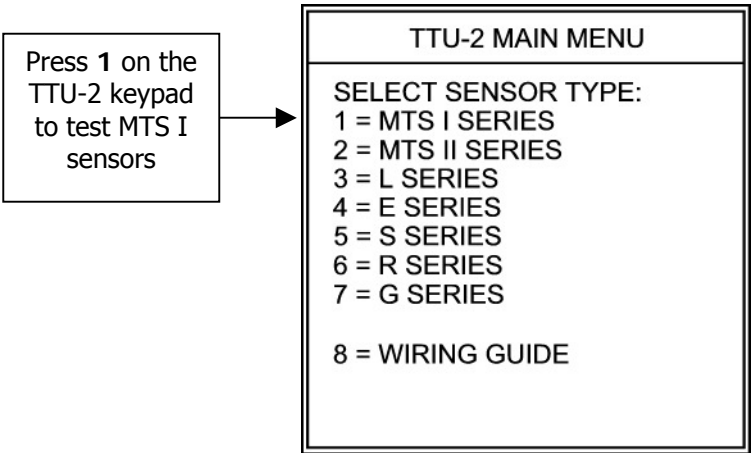 Press 1 on the
TTU-2 keypad
to test MTS I
sensors
TTU-2 MAIN MENU
SELECT SENSOR TYPE:
1 = MTS I SERIES
2 = MTS II SERIES
3 = L SERIES
4 = E SERIES
5 = S SERIES
6 = R SERIES
7 = G SERIES
8 = WIRING GUIDE